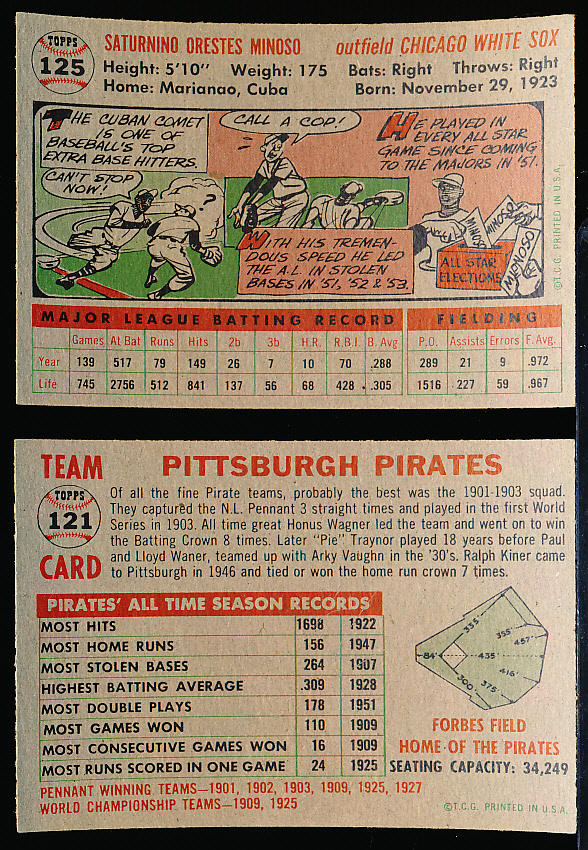 TOPPS
125
SATURNINO ORESTES MINOSO outfield CHICAGO WHITE SOX
Height: 5'10" Weight: 175 Bats: Right Throws: Right
Home: Marianao, Cuba Born: November 29, 1923
THE CUBAN COMET
IS ONE OF
BASEBALL'S TOP
EXTRA BASE HITTERS.
CAN'T STOP
NOW!
?
CALL A COP!
WITH HIS TREMEN-
DOUS SPEED HE LED
THE A.L. IN STOLEN
BASES IN '51, '52 & '53.
HE PLAYED IN
EVERY ALL STAR
GAME SINCE COMING
TO THE MAJORS IN '51.
MINOSO
MINOSO
MINOSO
ALL STAR
ELECTIONS
©T.C.G. PRINTED IN U.S.A.
MAJOR LEAGUE BATTING RECORD FIELDING
Games At Bat Runs Hits 2b 3b H.R. R.B.I. B. Avg P.O. Assists Errors F. Avg.
Year 139 517 79 149 26 7 10 70 .288 289 21 9 .972
Life 745 2756 512 841 137 56 68 428 .305 1516 227 59 .967
TEAM
TOPPS
121
CARD
PITTSBURGH PIRATES
Of all the fine Pirate teams, probably the best was the 1901-1903 squad.
They captured the N.L. Pennant 3 straight times and played in the first World
Series in 1903. All time great Honus Wagner led the team and went on to win
the Batting Crown 8 times. Later "Pie" Traynor played 18 years before Paul
and Lloyd Waner, teamed up with Arky Vaughn in the '30's. Ralph Kiner came
to Pittsburgh in 1946 and tied or won the home run crown 7 times.
PIRATES' ALL TIME SEASON RECORDS
MOST HITS 1698 1922
MOST HOME RUNS 156 1947
MOST STOLEN BASES 264 1907
HIGHEST BATTING AVERAGE .309 1928
MOST DOUBLE PLAYS 178 1951
MOST GAMES WON 110 1909
MOST CONSECUTIVE GAMES WON 16 1909
MOST RUNS SCORED IN ONE GAME 24 1925
PENNANT WINNING TEAMS—1901, 1902, 1903, 1909, 1925, 1927
WORLD CHAMPIONSHIP TEAMS—1909, 1925
335'
355'
457'
84'
435'
416'
300'
375'
FORBES FIELD
HOME OF THE PIRATES
SEATING CAPACITY: 34,249
©T.C.G. PRINTED IN U.S.A.